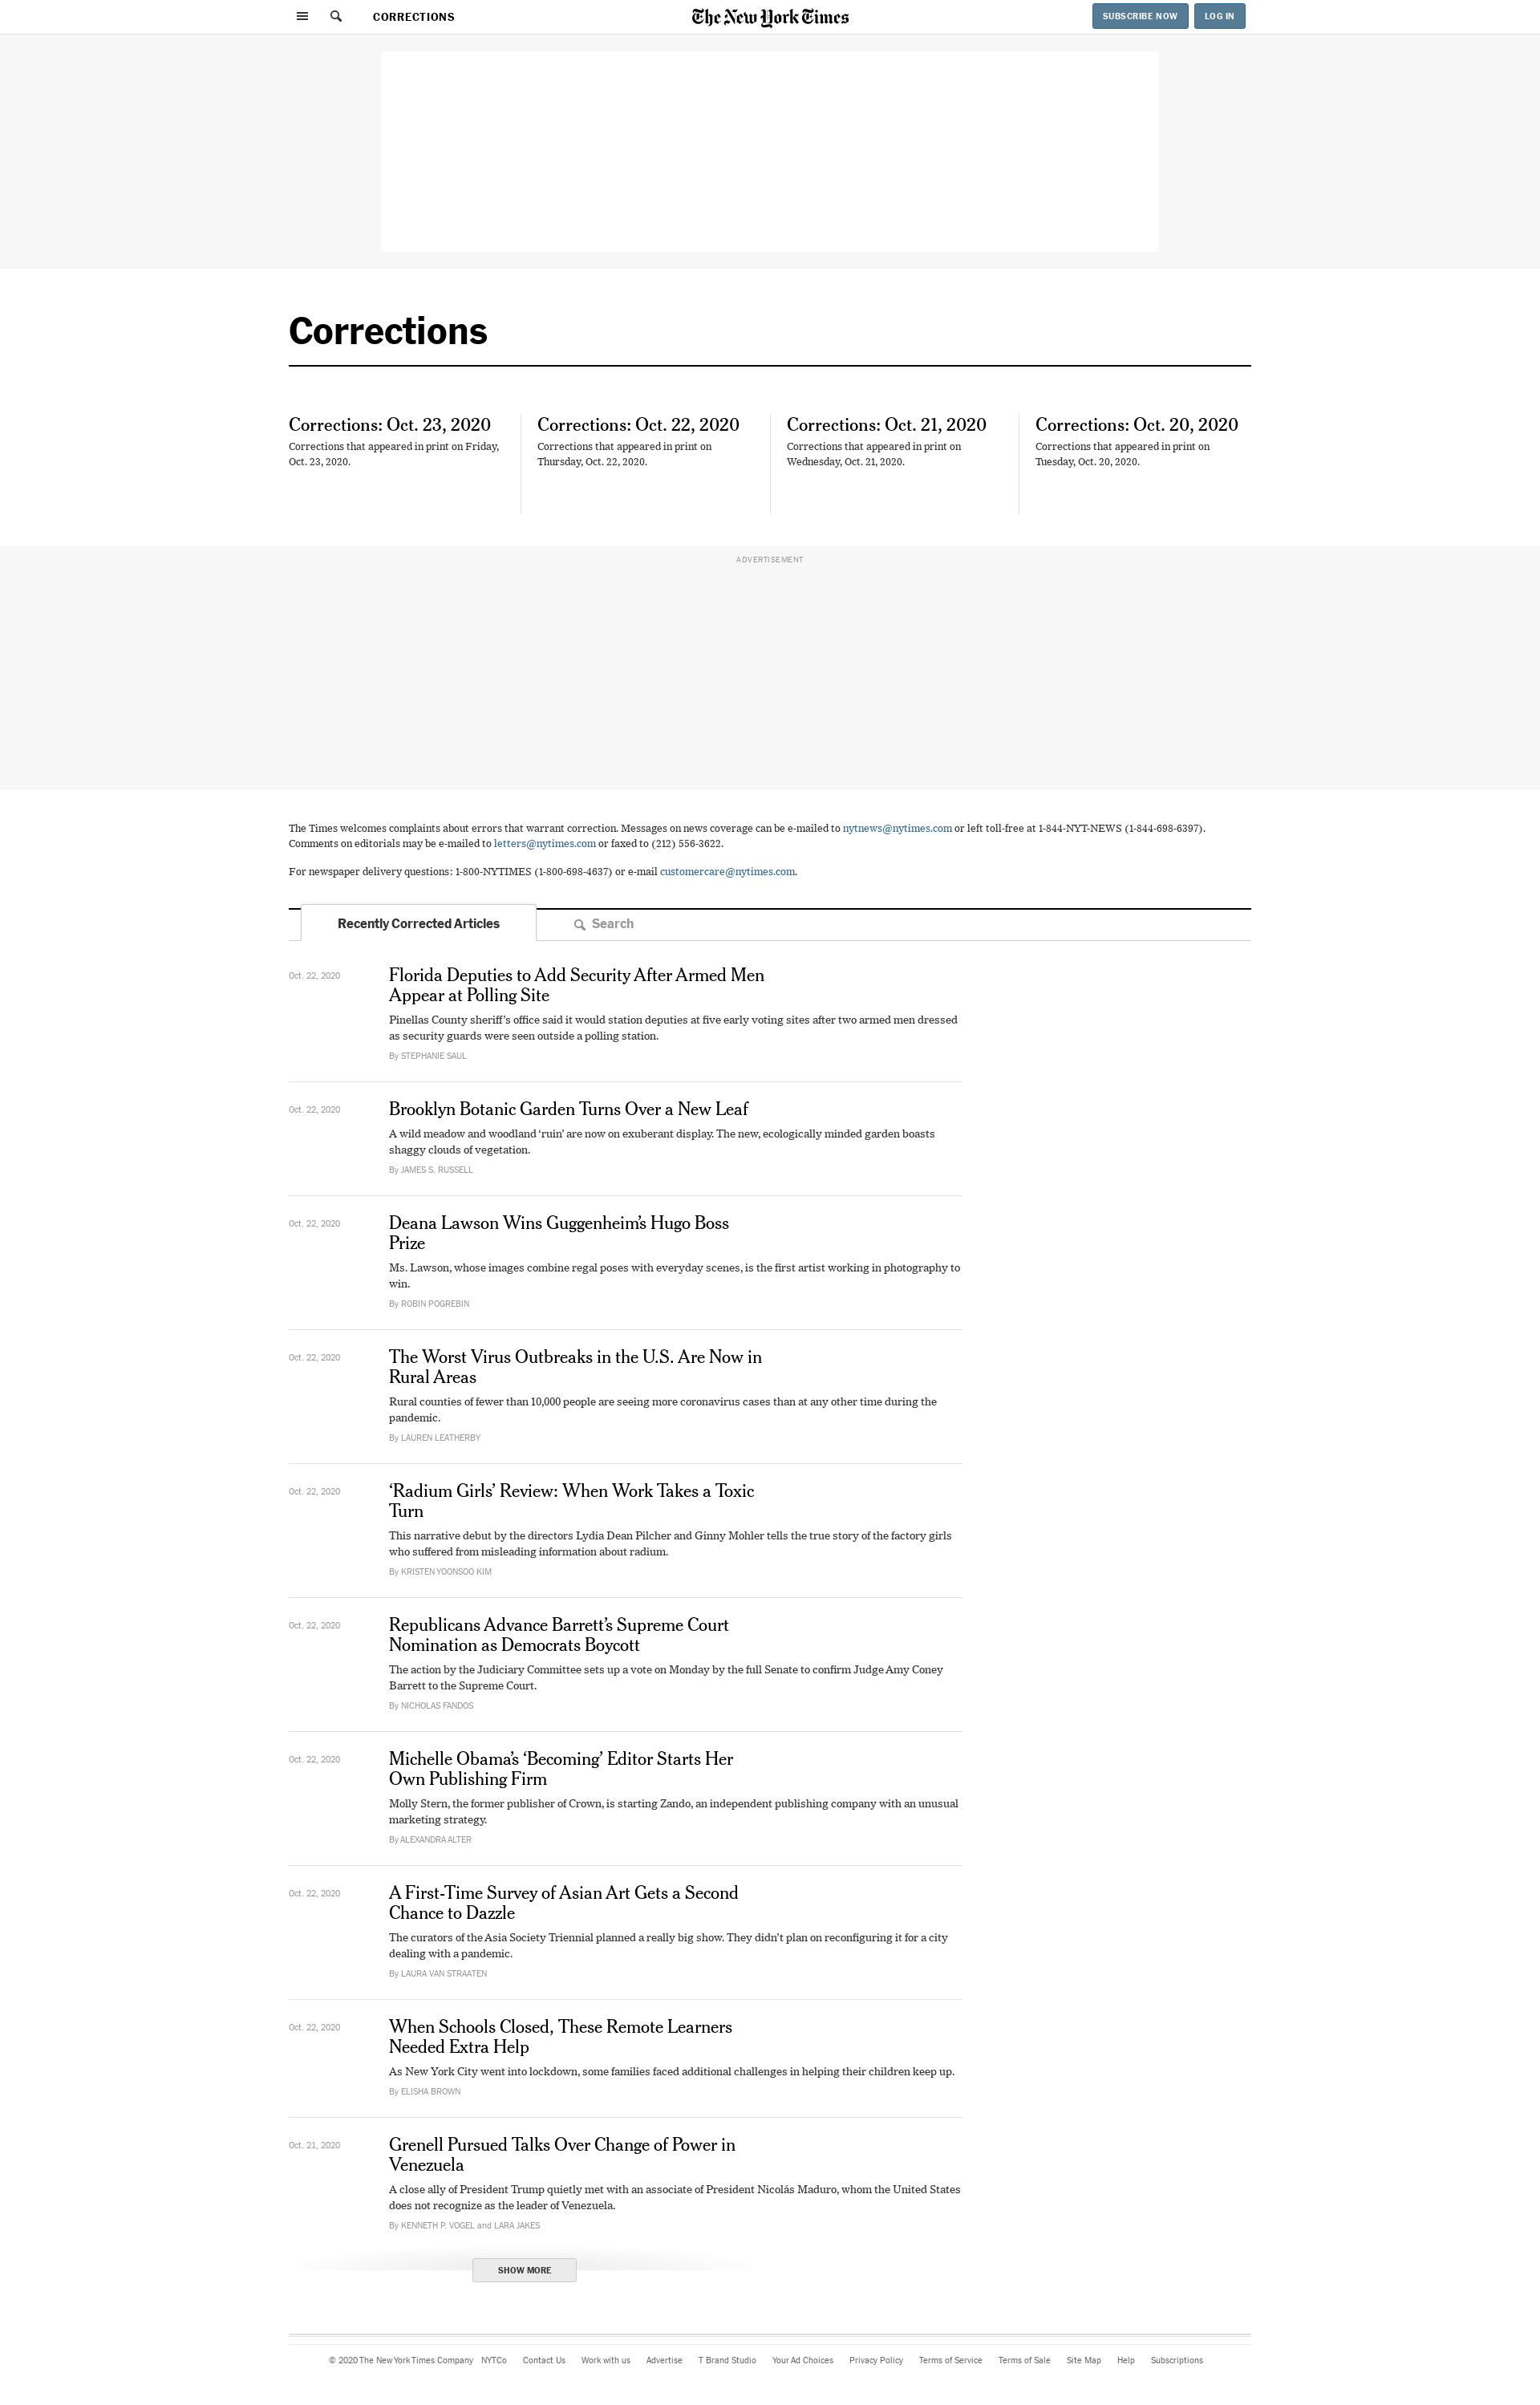 CORRECTIONS
The New York Times
SUBSCRIBE NOW
LOG IN
Corrections
Corrections: Oct. 23, 2020
Corrections that appeared in print on Friday,
Oct. 23, 2020.
Corrections: Oct. 22, 2020
Corrections that appeared in print on
Thursday, Oct. 22, 2020.
Corrections: Oct. 21, 2020
Corrections that appeared in print on
Wednesday, Oct. 21, 2020.
Corrections: Oct. 20, 2020
Corrections that appeared in print on
Tuesday, Oct. 20, 2020.
ADVERTISEMENT
The Times welcomes complaints about errors that warrant correction. Messages on news coverage can be e-mailed to nytnews@nytimes.com or left toll-free at 1-844-NYT-NEWS (1-844-698-6397).
Comments on editorials may be e-mailed to letters@nytimes.com or faxed to (212) 556-3622.
For newspaper delivery questions: 1-800-NYTIMES (1-800-698-4637) or e-mail customercare@nytimes.com.
Recently Corrected Articles
Search
Oct. 22, 2020
Florida Deputies to Add Security After Armed Men
Appear at Polling Site
Pinellas County sheriff’s office said it would station deputies at five early voting sites after two armed men dressed
as security guards were seen outside a polling station.
By STEPHANIE SAUL
Oct. 22, 2020
Brooklyn Botanic Garden Turns Over a New Leaf
A wild meadow and woodland ‘ruin’ are now on exuberant display. The new, ecologically minded garden boasts
shaggy clouds of vegetation.
By JAMES S. RUSSELL
Oct. 22, 2020
Deana Lawson Wins Guggenheim’s Hugo Boss
Prize
Ms. Lawson, whose images combine regal poses with everyday scenes, is the first artist working in photography to
win.
By ROBIN POGREBIN
Oct. 22, 2020
The Worst Virus Outbreaks in the U.S. Are Now in
Rural Areas
Rural counties of fewer than 10,000 people are seeing more coronavirus cases than at any other time during the
pandemic.
By LAUREN LEATHERBY
Oct. 22, 2020
‘Radium Girls’ Review: When Work Takes a Toxic
Turn
This narrative debut by the directors Lydia Dean Pilcher and Ginny Mohler tells the true story of the factory girls
who suffered from misleading information about radium.
By KRISTEN YOONSOO KIM
Oct. 22, 2020
Republicans Advance Barrett’s Supreme Court
Nomination as Democrats Boycott
The action by the Judiciary Committee sets up a vote on Monday by the full Senate to confirm Judge Amy Coney
Barrett to the Supreme Court.
By NICHOLAS FANDOS
Oct. 22, 2020
Michelle Obama’s ‘Becoming’ Editor Starts Her
Own Publishing Firm
Molly Stern, the former publisher of Crown, is starting Zando, an independent publishing company with an unusual
marketing strategy.
By ALEXANDRA ALTER
Oct. 22, 2020
A First-Time Survey of Asian Art Gets a Second
Chance to Dazzle
The curators of the Asia Society Triennial planned a really big show. They didn’t plan on reconfiguring it for a city
dealing with a pandemic.
By LAURA VAN STRAATEN
Oct. 22, 2020
When Schools Closed, These Remote Learners
Needed Extra Help
As New York City went into lockdown, some families faced additional challenges in helping their children keep up.
By ELISHA BROWN
Oct. 21, 2020
Grenell Pursued Talks Over Change of Power in
Venezuela
A close ally of President Trump quietly met with an associate of President Nicolás Maduro, whom the United States
does not recognize as the leader of Venezuela.
By KENNETH P. VOGEL and LARA JAKES
SHOW MORE
© 2020 The New York Times Company NYTCo Contact Us Work with us Advertise T Brand Studio Your Ad Choices Privacy Policy Terms of Service Terms of Sale Site Map Help Subscriptions